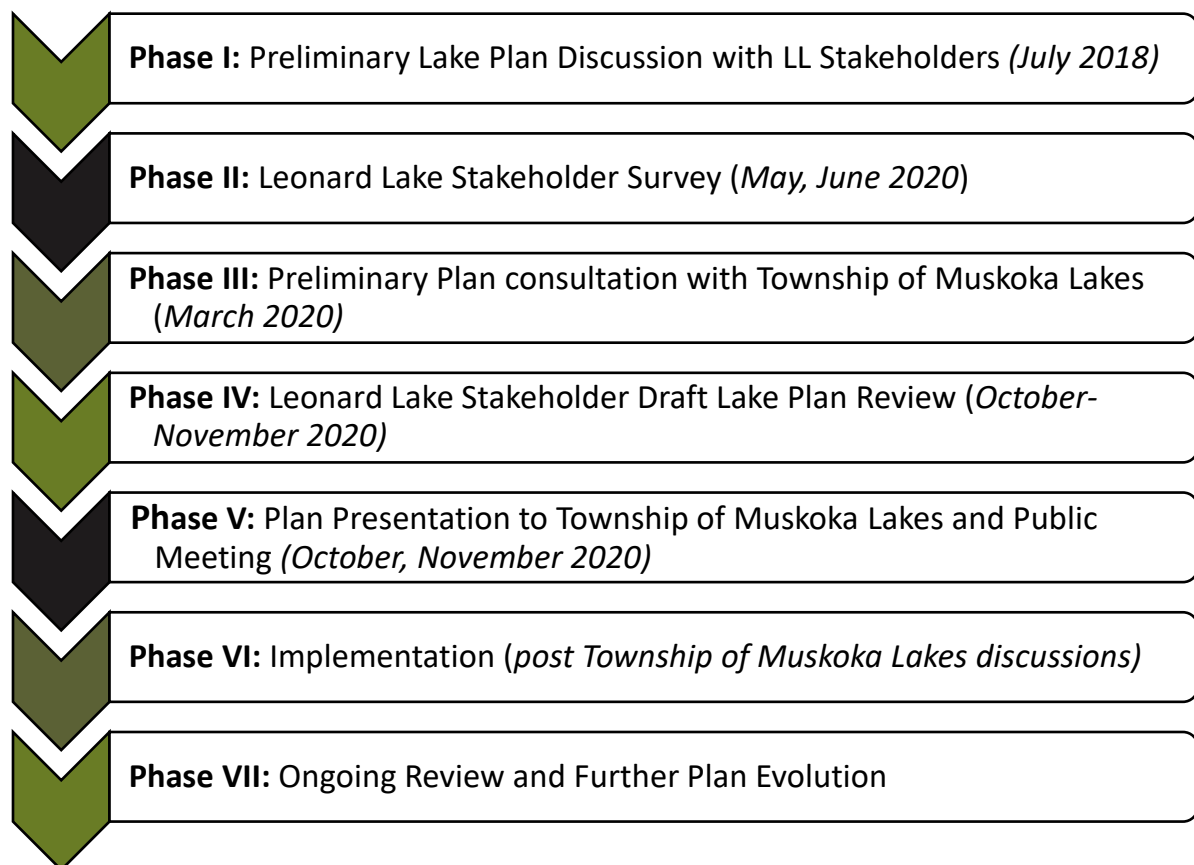 Phase I: Preliminary Lake Plan Discussion with LL Stakeholders (July 2018)
Phase II: Leonard Lake Stakeholder Survey (May, June 2020)
Phase III: Preliminary Plan consultation with Township of Muskoka Lakes
(March 2020)
Phase IV: Leonard Lake Stakeholder Draft Lake Plan Review (October-
November 2020)
Phase V: Plan Presentation to Township of Muskoka Lakes and Public
Meeting (October, November 2020)
Phase VI: Implementation (post Township of Muskoka Lakes discussions)
Phase VII: Ongoing Review and Further Plan Evolution